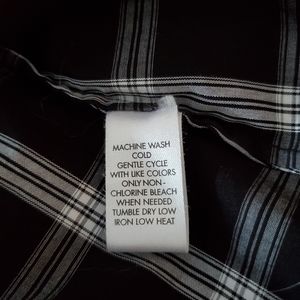 MACHINE WASH
COLD
GENTLE CYCLE
WITH LIKE COLORS
ONLY NON-
CHLORINE BLEACH
WHEN NEEDED
TUMBLE DRY LOW
IRON LOW HEAT